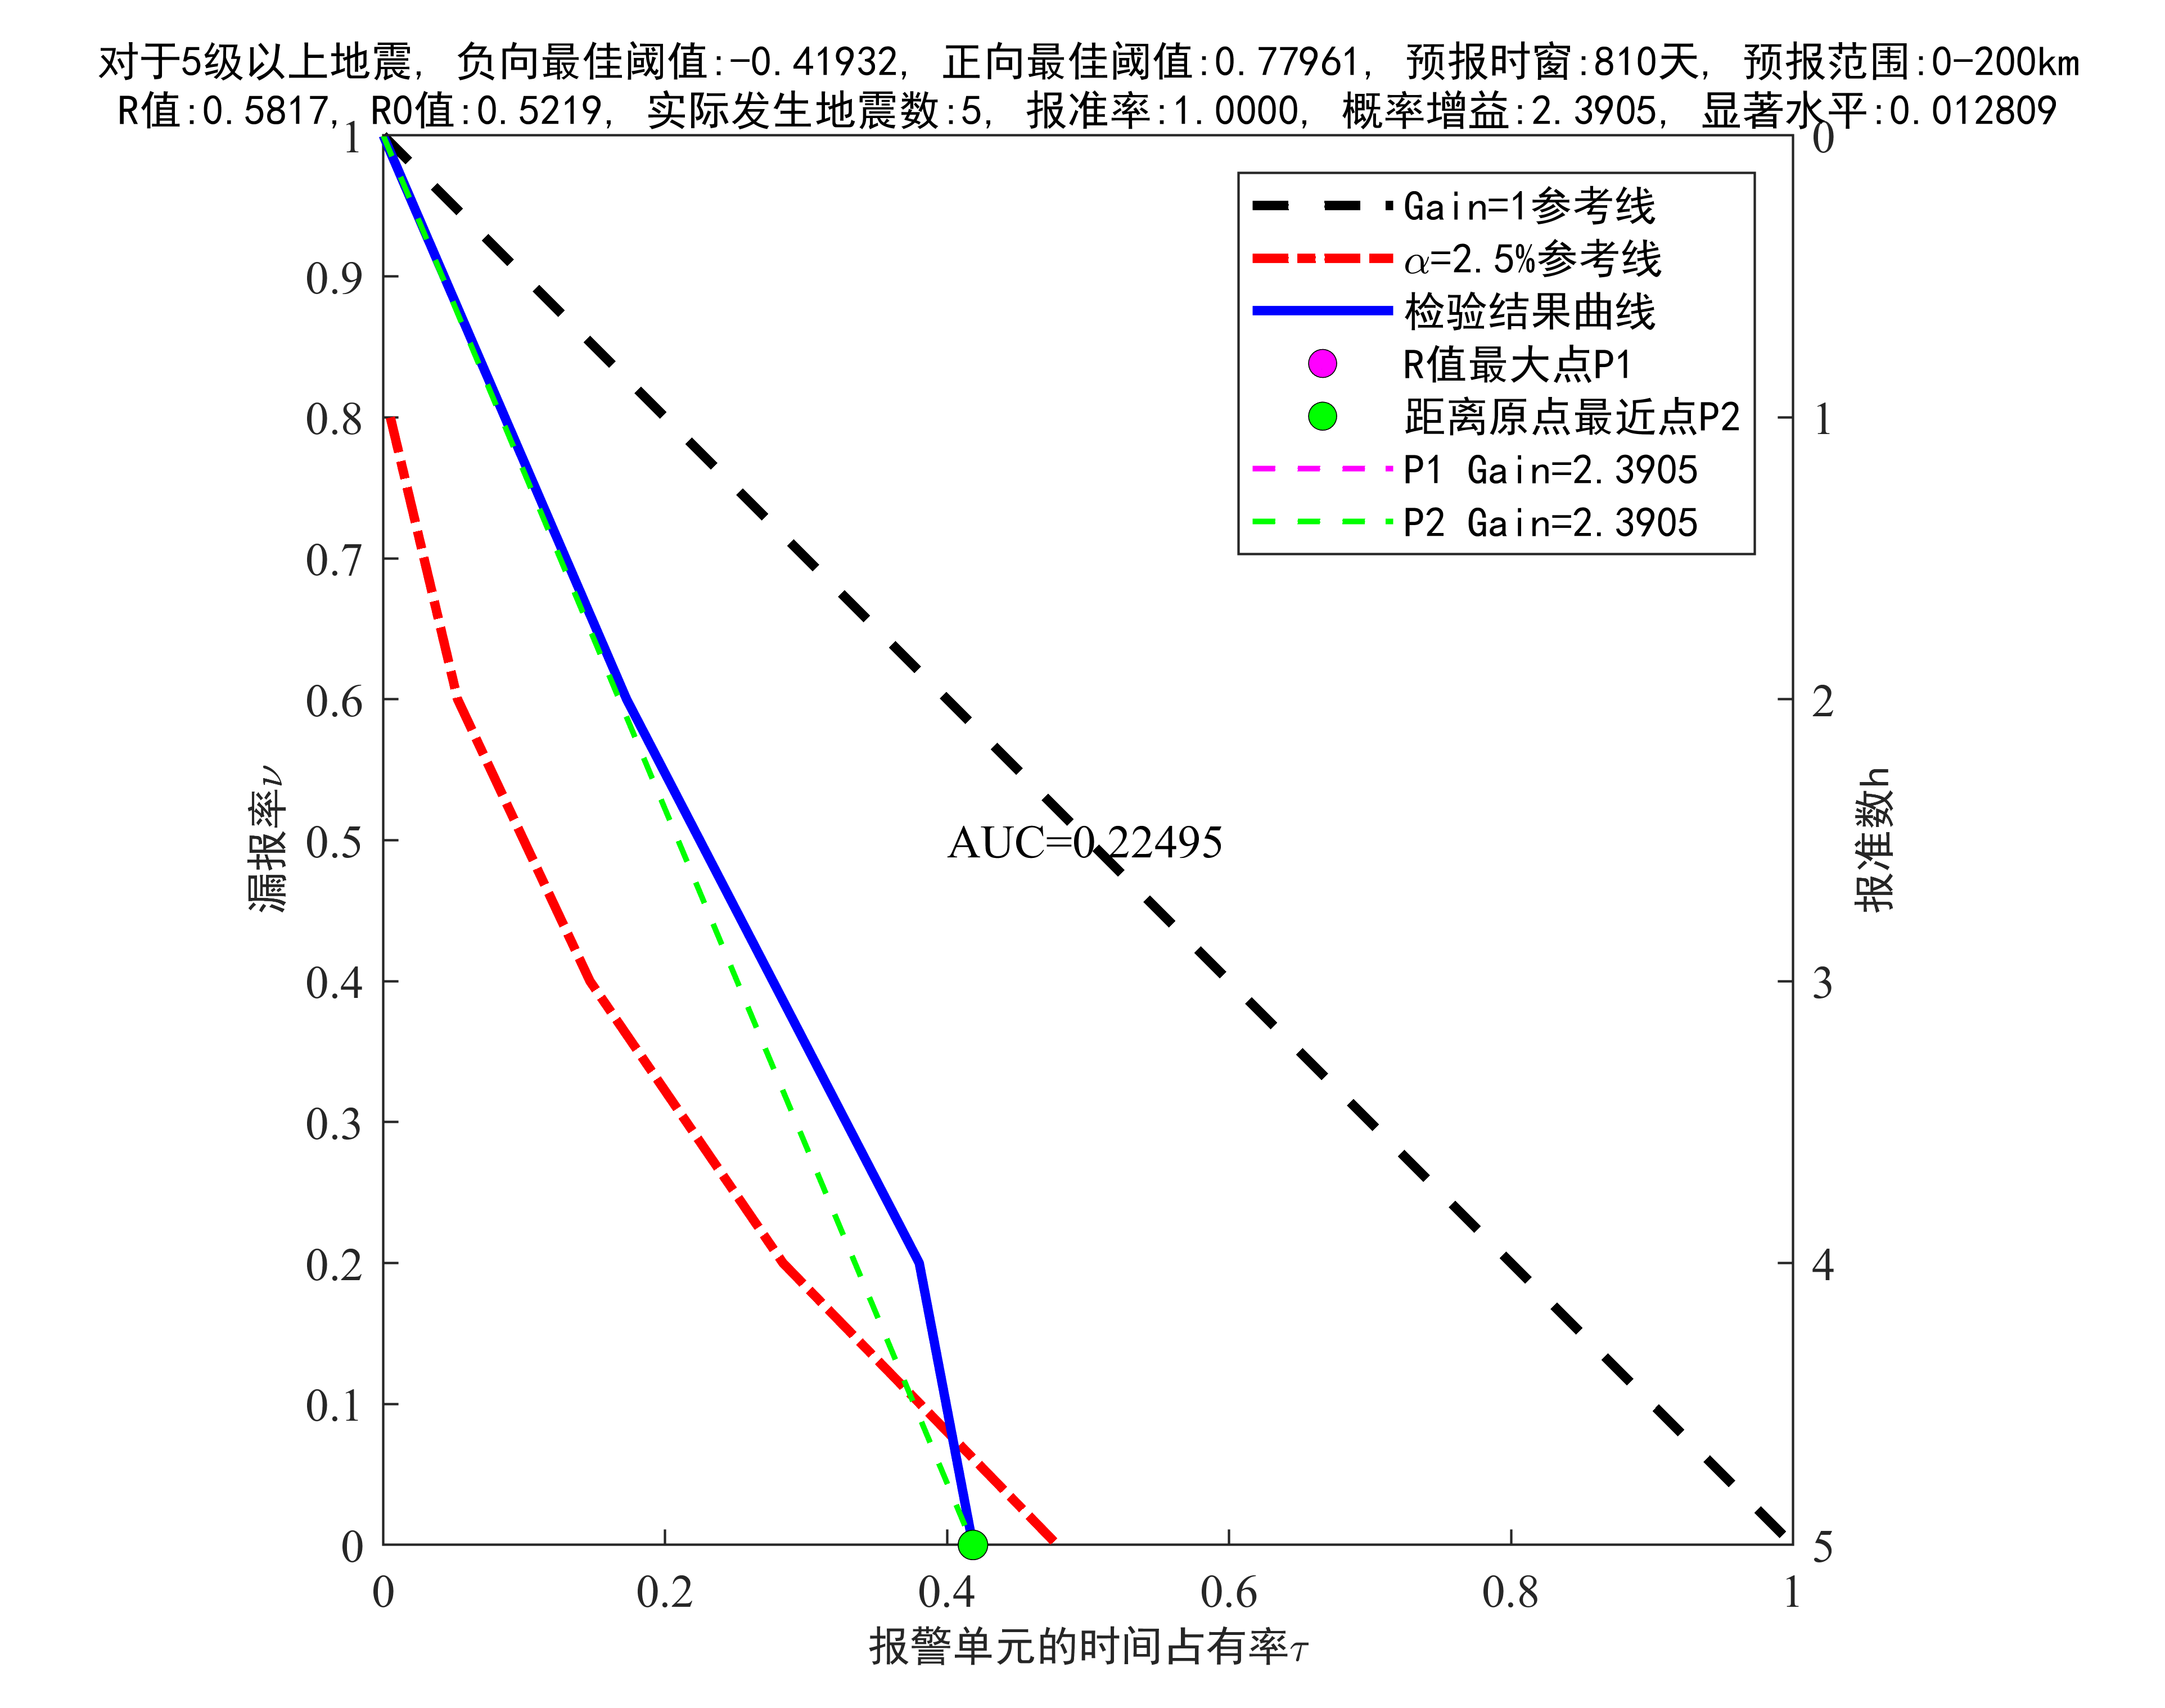 对于5级以上地震, 负向最佳阈值:-0.41932, 正向最佳阈值:0.77961, 预报时窗:810天, 预报范围:0-200km
R值:0.5817, R0值:0.5219, 实际发生地震数:5, 报准率:1.0000, 概率增益:2.3905, 显著水平:0.012809
Gain=1参考线
α=2.5%参考线
检验结果曲线
R值最大点P1
距离原点最近点P2
P1 Gain=2.3905
P2 Gain=2.3905
AUC=0.22495
漏报率ν
1
0.9
0.8
0.7
0.6
0.5
0.4
0.3
0.2
0.1
0
0
0.2
0.4
0.6
0.8
1
报警单元的时间占有率τ
0
1
2
3
4
5
报准数h